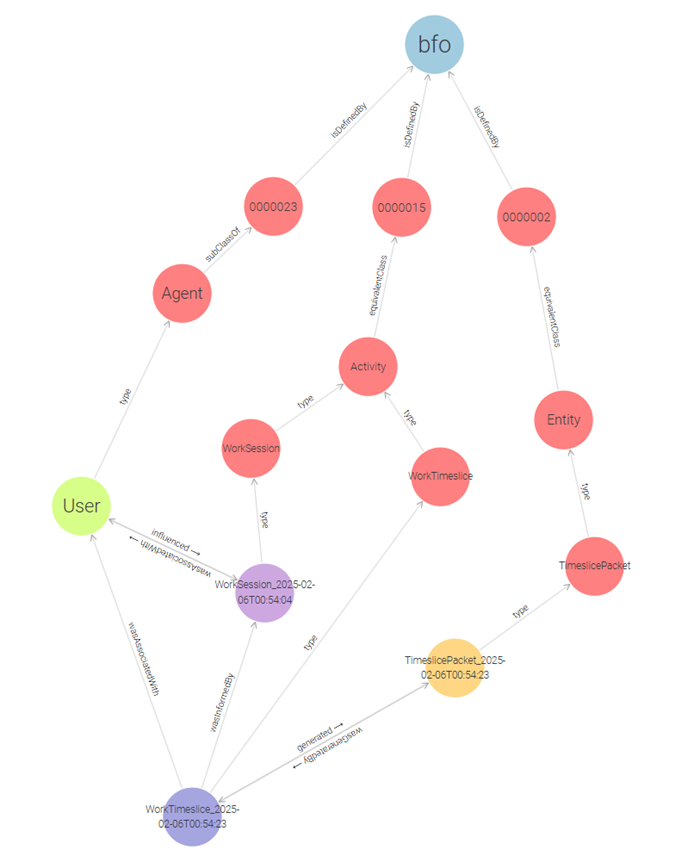 bfo
isDefinedBy
isDefinedBy
isDefinedBy
0000023
0000015
0000002
subClassOf
Agent
equivalentClass
equivalentClass
Activity
type
type
type
Entity
WorkSession
WorkTimeslice
type
type
User
influenced →
← wasAssociatedWith
TimeslicePacket
WorkSession_2025-02-
06T00:54:04
type
type
wasAssociatedWith
wasInformedBy
TimeslicePacket_2025-
02-06T00:54:23
generated →
← wasGeneratedBy
WorkTimeslice_2025-
02-06T00:54:23